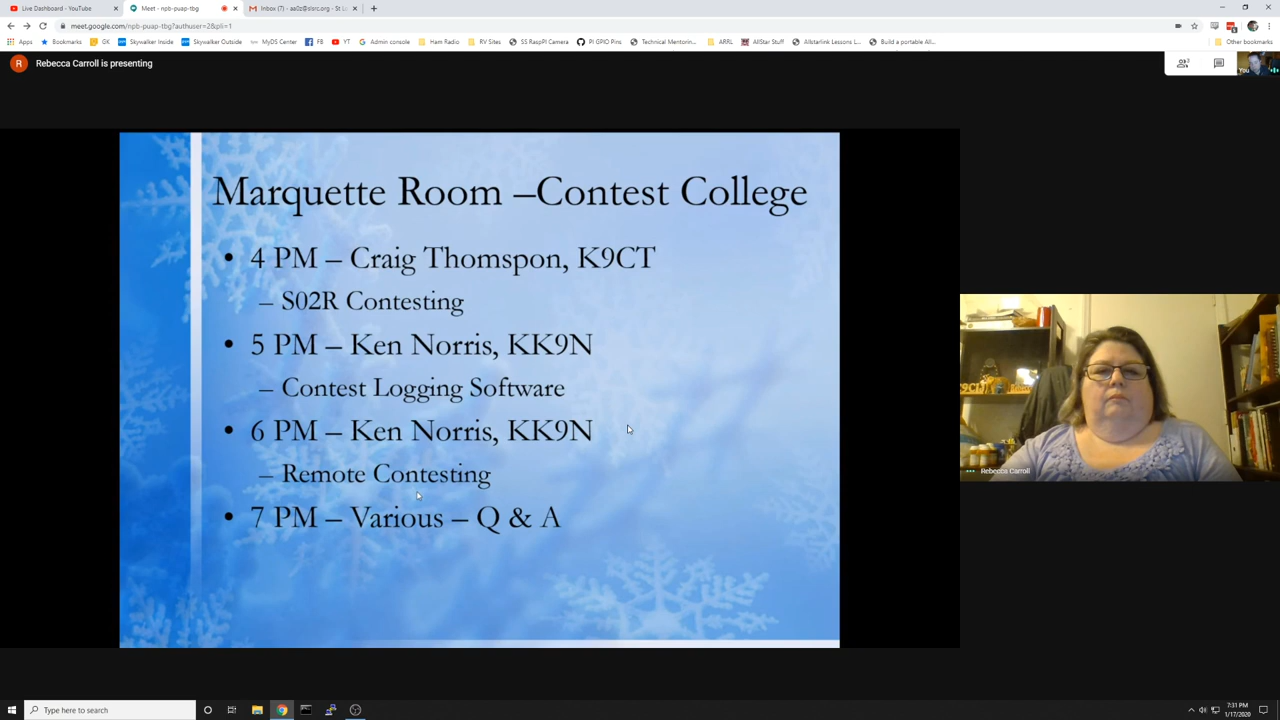 Live Dashboard - YouTube
Meet - npb-puap-tbg
Inbox (7) - aa0z@slsrc.org - St L
meet.google.com/npb-puap-tbg?authuser=2&pli=1
Apps Bookmarks GK Skywalker Inside Skywalker Outside MyDS Center FB YT Admin console Ham Radio RV Sites SS RaspPI Camera PI GPIO Pins Technical Mentorin... ARRL AllStar Stuff Allstarlink Lessons L... Build a portable All... Other bookmarks
R Rebecca Carroll is presenting
You
Marquette Room –Contest College
• 4 PM – Craig Thomspon, K9CT
– S02R Contesting
• 5 PM – Ken Norris, KK9N
– Contest Logging Software
• 6 PM – Ken Norris, KK9N
– Remote Contesting
• 7 PM – Various – Q & A
Rebecca Carroll
Type here to search
7:31 PM
1/17/2020